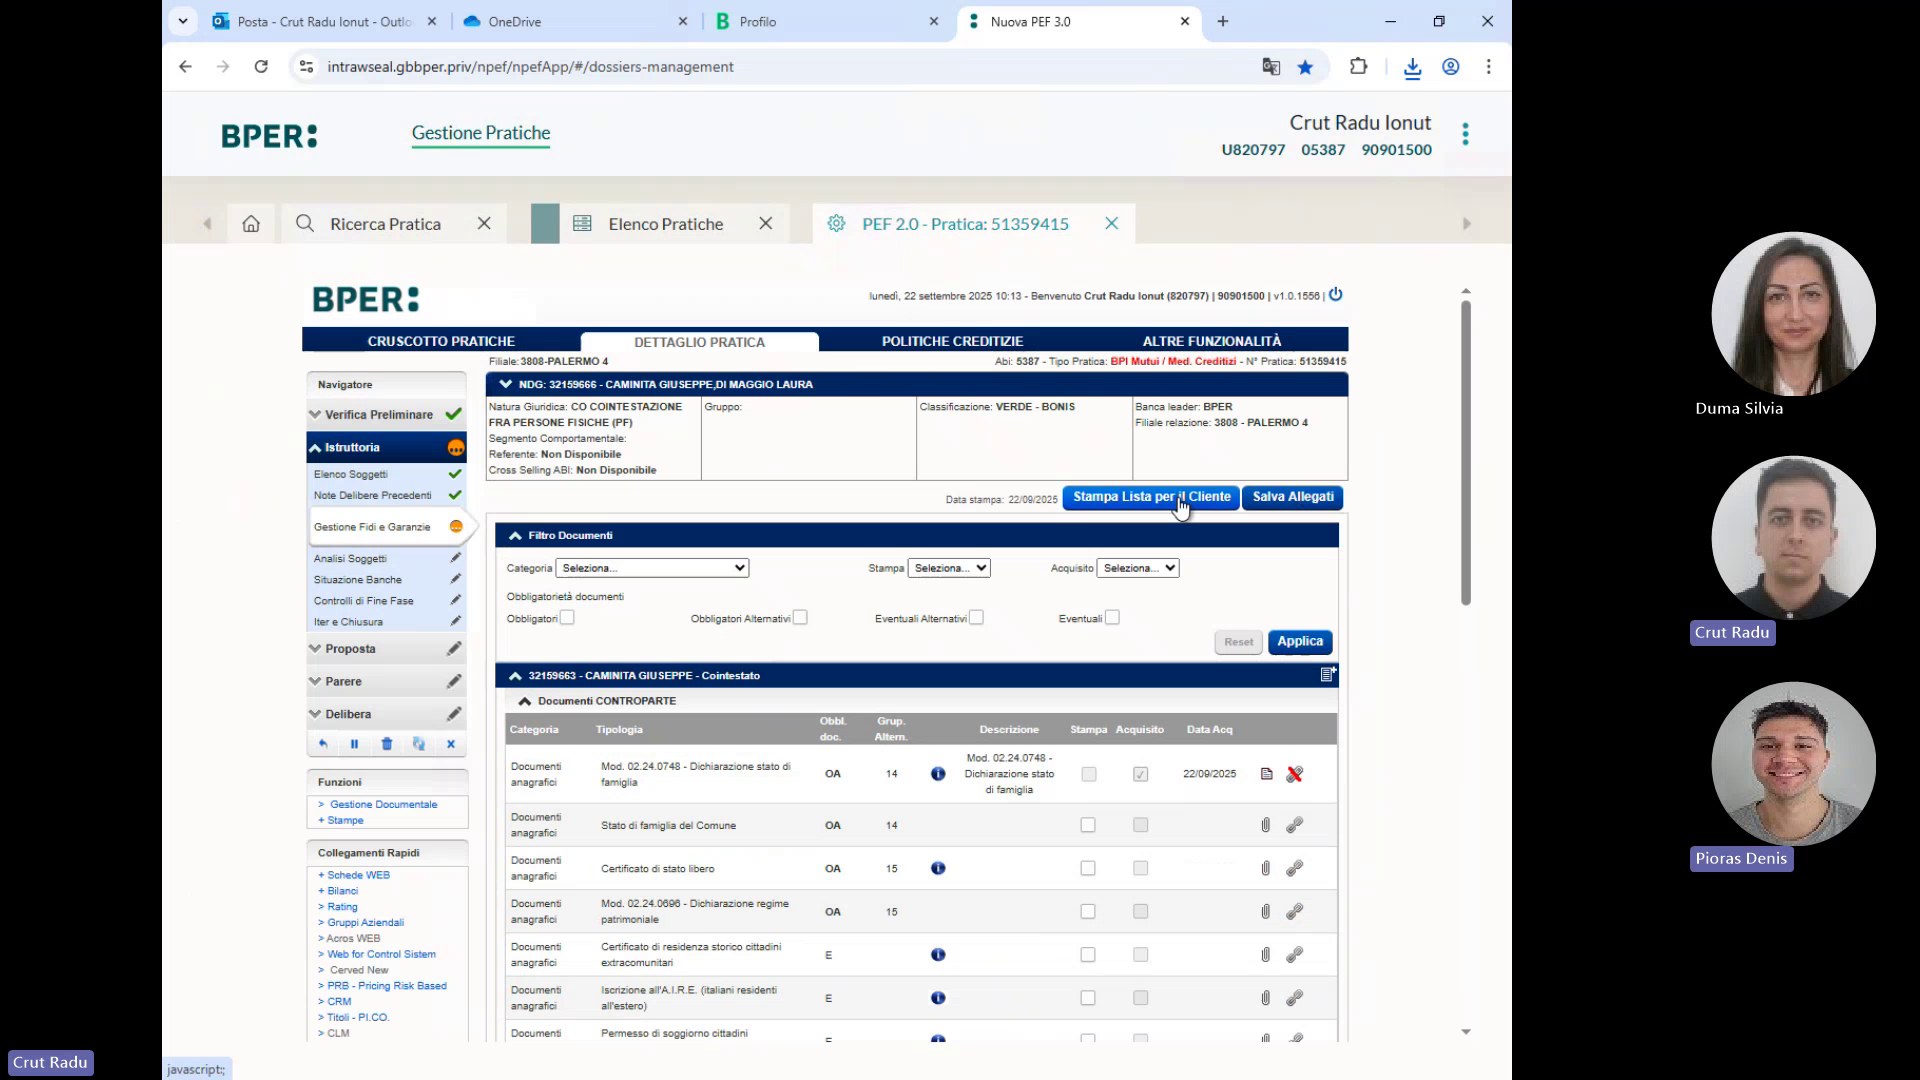 Posta - Crut Radu Ionut - Outlo
OneDrive
Profilo
Nuova PEF 3.0
intrawseal.gbbper.priv/npef/npefApp/#/dossiers-management
BPER:
Gestione Pratiche
Crut Radu Ionut
U820797 05387 90901500
Ricerca Pratica
Elenco Pratiche
PEF 2.0 - Pratica: 51359415
BPER:
lunedì, 22 settembre 2025 10:13 - Benvenuto Crut Radu Ionut (820797) | 90901500 | v1.0.1556 |
CRUSCOTTO PRATICHE
DETTAGLIO PRATICA
POLITICHE CREDITIZIE
ALTRE FUNZIONALITÀ
Filiale: 3808-PALERMO 4
Abi: 5387 - Tipo Pratica: BPI Mutui / Med. Creditizi - N° Pratica: 51359415
Navigatore
Verifica Preliminare
Istruttoria
Elenco Soggetti
Note Delibere Precedenti
Gestione Fidi e Garanzie
Analisi Soggetti
Situazione Banche
Controlli di Fine Fase
Iter e Chiusura
Proposta
Parere
Delibera
Funzioni
> Gestione Documentale
+ Stampe
Collegamenti Rapidi
+ Schede WEB
+ Bilanci
> Rating
> Gruppi Aziendali
> Acros WEB
> Web for Control Sistem
> Cerved New
> PRB - Pricing Risk Based
> CRM
> Titoli - PI.CO.
> CLM
NDG: 32159666 - CAMINITA GIUSEPPE,DI MAGGIO LAURA
Natura Giuridica: CO COINTESTAZIONE
FRA PERSONE FISICHE (PF)
Segmento Comportamentale:
Referente: Non Disponibile
Cross Selling ABI: Non Disponibile
Gruppo:
Classificazione: VERDE - BONIS
Banca leader: BPER
Filiale relazione: 3808 - PALERMO 4
Data stampa: 22/09/2025
Stampa Lista per il Cliente
Salva Allegati
Filtro Documenti
Categoria Seleziona...
Stampa Seleziona...
Acquisito Seleziona...
Obbligatorietà documenti
Obbligatori
Obbligatori Alternativi
Eventuali Alternativi
Eventuali
Reset
Applica
32159663 - CAMINITA GIUSEPPE - Cointestato
Documenti CONTROPARTE
Categoria
Tipologia
Obbl.
doc.
Grup.
Altern.
Descrizione
Stampa
Acquisito
Data Acq
Documenti
anagrafici
Mod. 02.24.0748 - Dichiarazione stato di
famiglia
OA
14
Mod. 02.24.0748 -
Dichiarazione stato
di famiglia
22/09/2025
Documenti
anagrafici
Stato di famiglia del Comune
OA
14
Documenti
anagrafici
Certificato di stato libero
OA
15
Documenti
anagrafici
Mod. 02.24.0696 - Dichiarazione regime
patrimoniale
OA
15
Documenti
anagrafici
Certificato di residenza storico cittadini
extracomunitari
E
Documenti
anagrafici
Iscrizione all'A.I.R.E. (italiani residenti
all'estero)
E
Documenti
Permesso di soggiorno cittadini
javascript:;
Duma Silvia
Crut Radu
Pioras Denis
Crut Radu